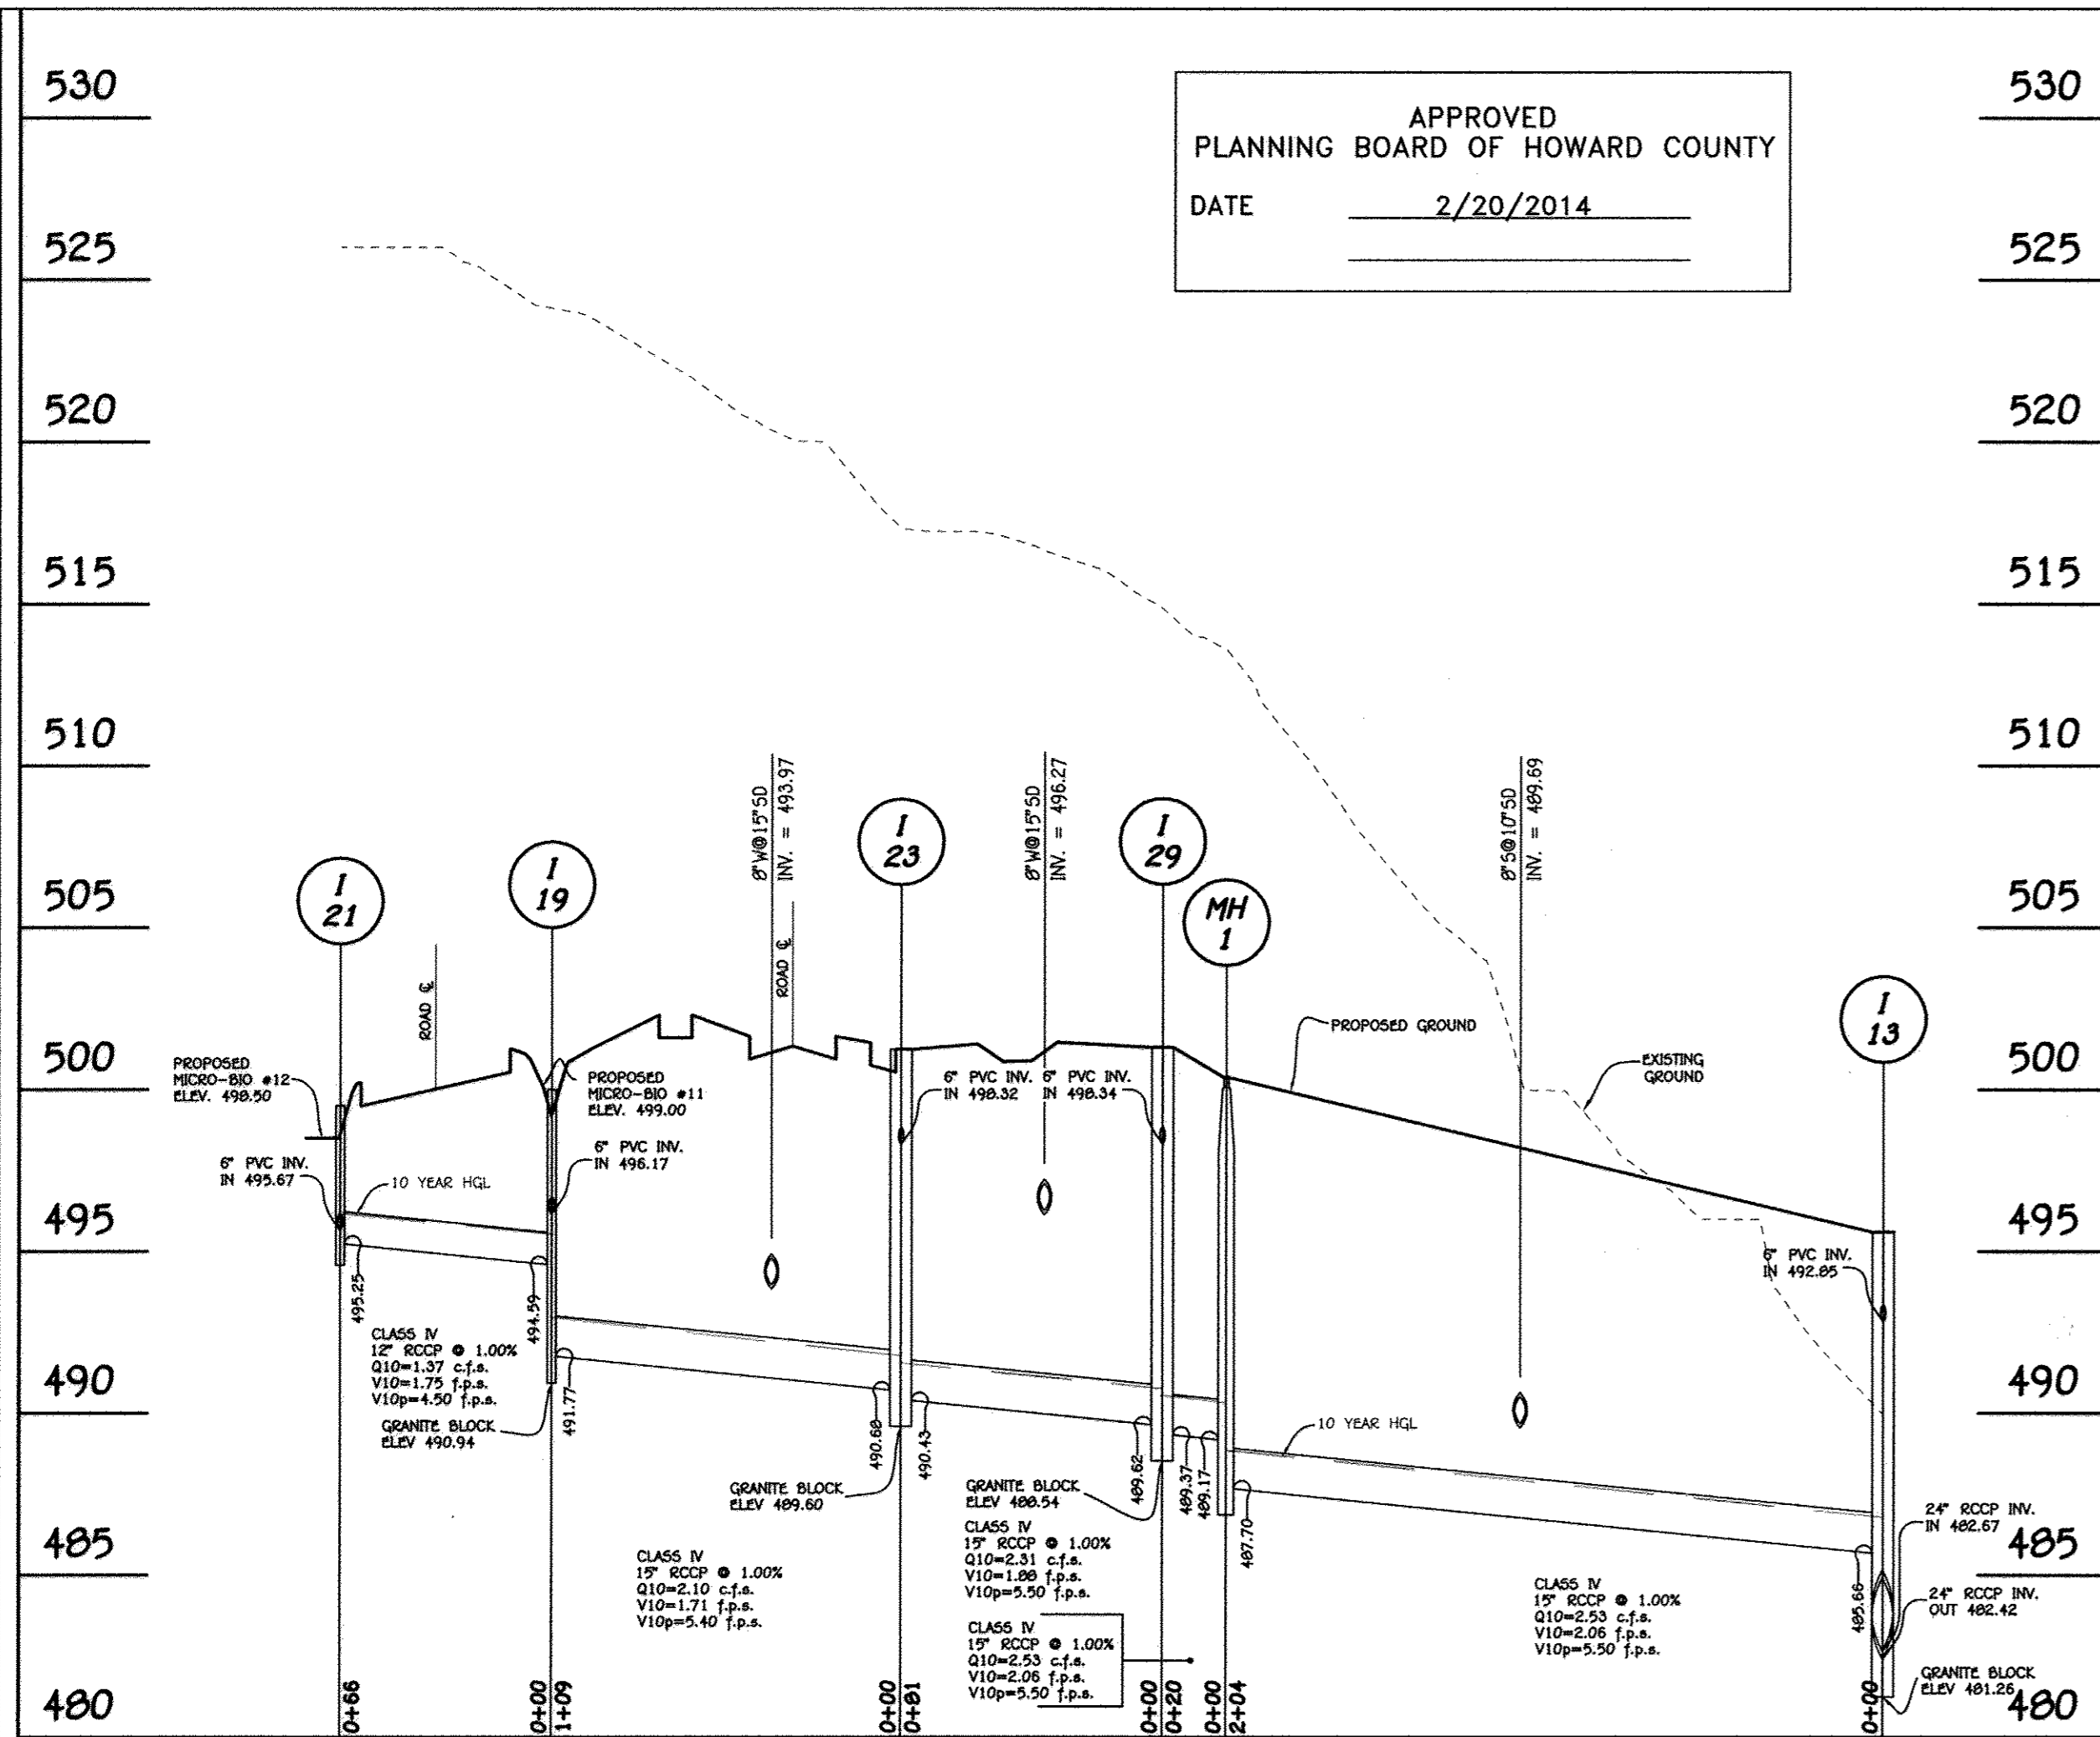 530
530
APPROVED
PLANNING BOARD OF HOWARD COUNTY
DATE 2/20/2014
525
525
520
520
515
515
510
510
505
505
500
500
495
495
490
490
485
485
480
480
I
21
I
19
I
23
I
29
MH
1
I
13
8"W@15"SD
INV. = 493.97
8"W@15"SD
INV. = 496.27
8"S@10"SD
INV. = 489.69
ROAD ℄
ROAD ℄
PROPOSED
MICRO-BIO #12
ELEV. 498.50
PROPOSED
MICRO-BIO #11
ELEV. 499.00
6" PVC INV.
IN 495.67
10 YEAR HGL
6" PVC INV.
IN 496.17
6" PVC INV.
IN 498.32
6" PVC INV.
IN 498.34
PROPOSED GROUND
EXISTING
GROUND
6" PVC INV.
IN 492.85
495.25
494.59
CLASS IV
12" RCCP @ 1.00%
Q10=1.37 c.f.s.
V10=1.75 f.p.s.
V10p=4.50 f.p.s.
GRANITE BLOCK
ELEV 490.94
491.77
490.68
490.43
GRANITE BLOCK
ELEV 489.60
489.62
489.37
489.17
GRANITE BLOCK
ELEV 488.54
10 YEAR HGL
487.70
CLASS IV
15" RCCP @ 1.00%
Q10=2.10 c.f.s.
V10=1.71 f.p.s.
V10p=5.40 f.p.s.
CLASS IV
15" RCCP @ 1.00%
Q10=2.31 c.f.s.
V10=1.88 f.p.s.
V10p=5.50 f.p.s.
CLASS IV
15" RCCP @ 1.00%
Q10=2.53 c.f.s.
V10=2.06 f.p.s.
V10p=5.50 f.p.s.
CLASS IV
15" RCCP @ 1.00%
Q10=2.53 c.f.s.
V10=2.06 f.p.s.
V10p=5.50 f.p.s.
485.66
24" RCCP INV.
IN 482.67
24" RCCP INV.
OUT 482.42
GRANITE BLOCK
ELEV 481.26
0+66
0+00
1+09
0+00
0+81
0+00
0+20
0+00
2+04
0+00